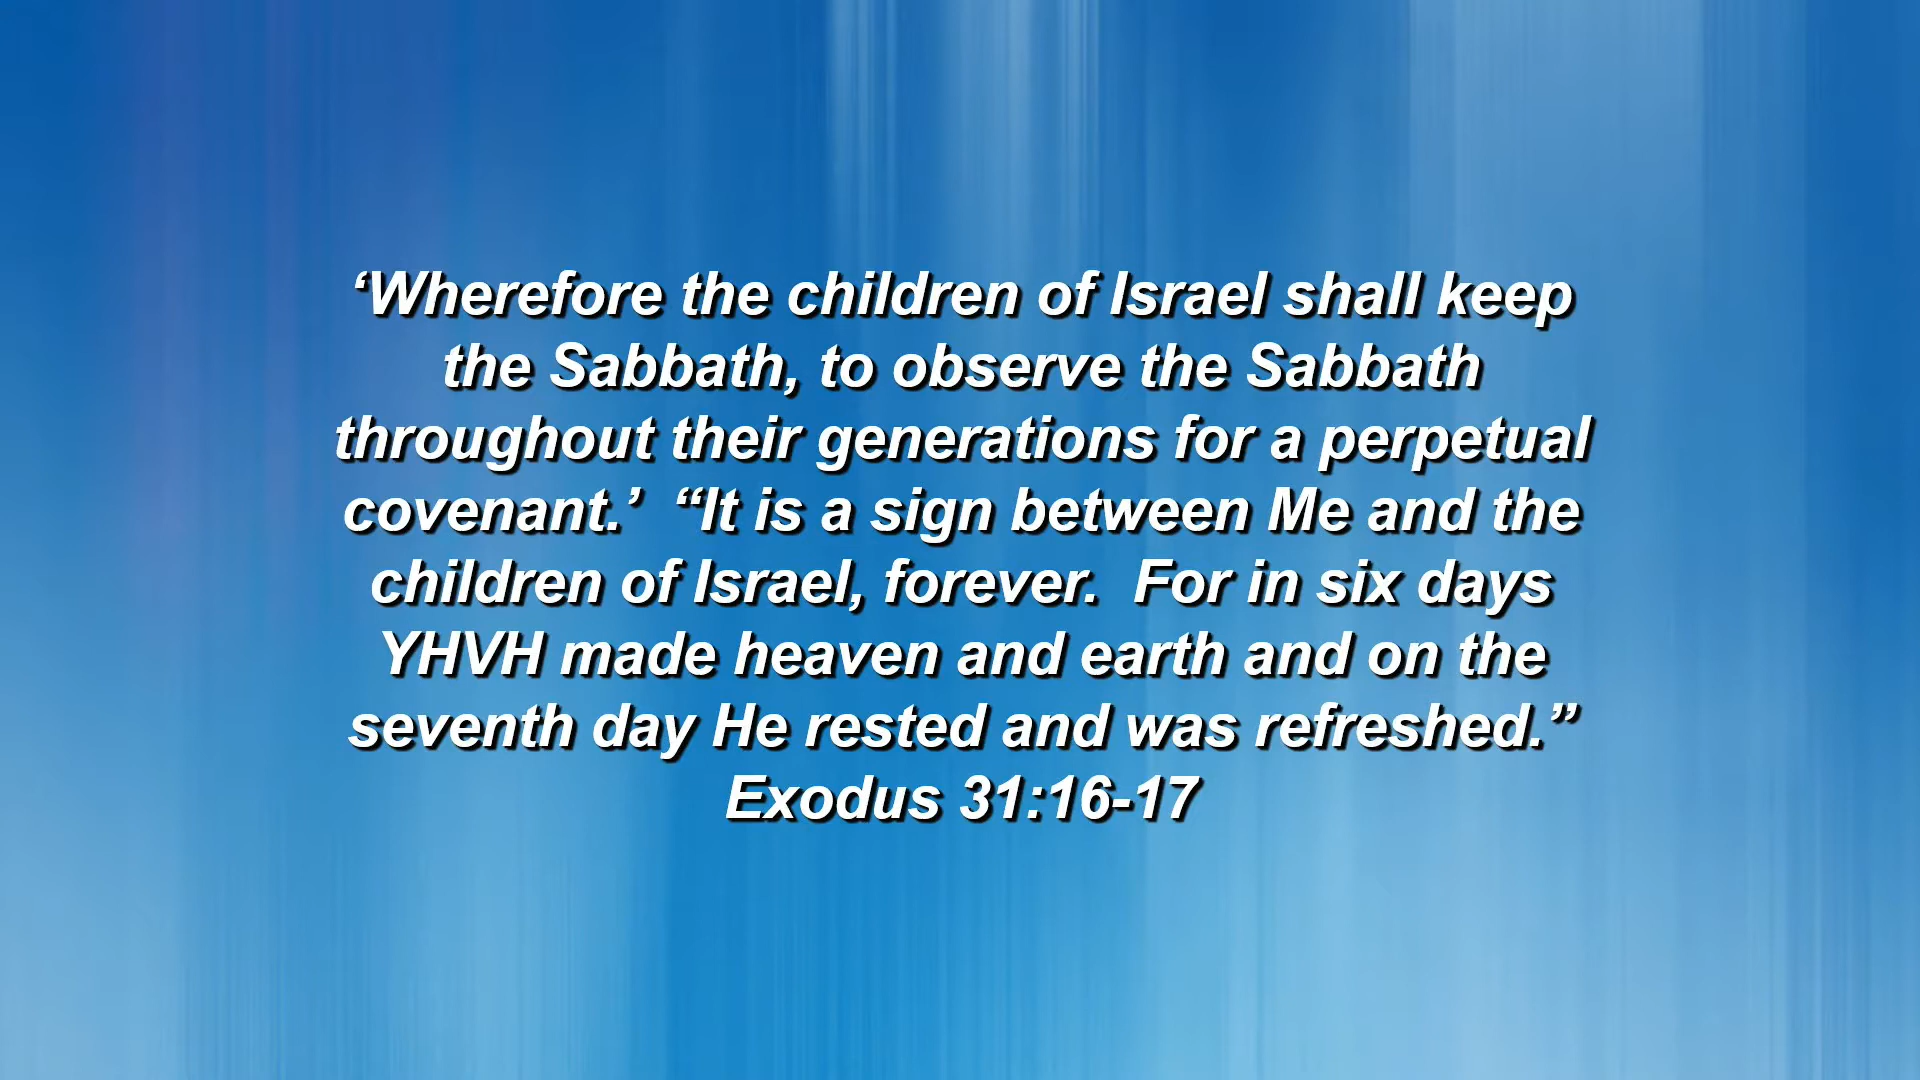 ‘Wherefore the children of Israel shall keep
the Sabbath, to observe the Sabbath
throughout their generations for a perpetual
covenant.’  “It is a sign between Me and the
children of Israel, forever.  For in six days
YHVH made heaven and earth and on the
seventh day He rested and was refreshed.”
Exodus 31:16-17